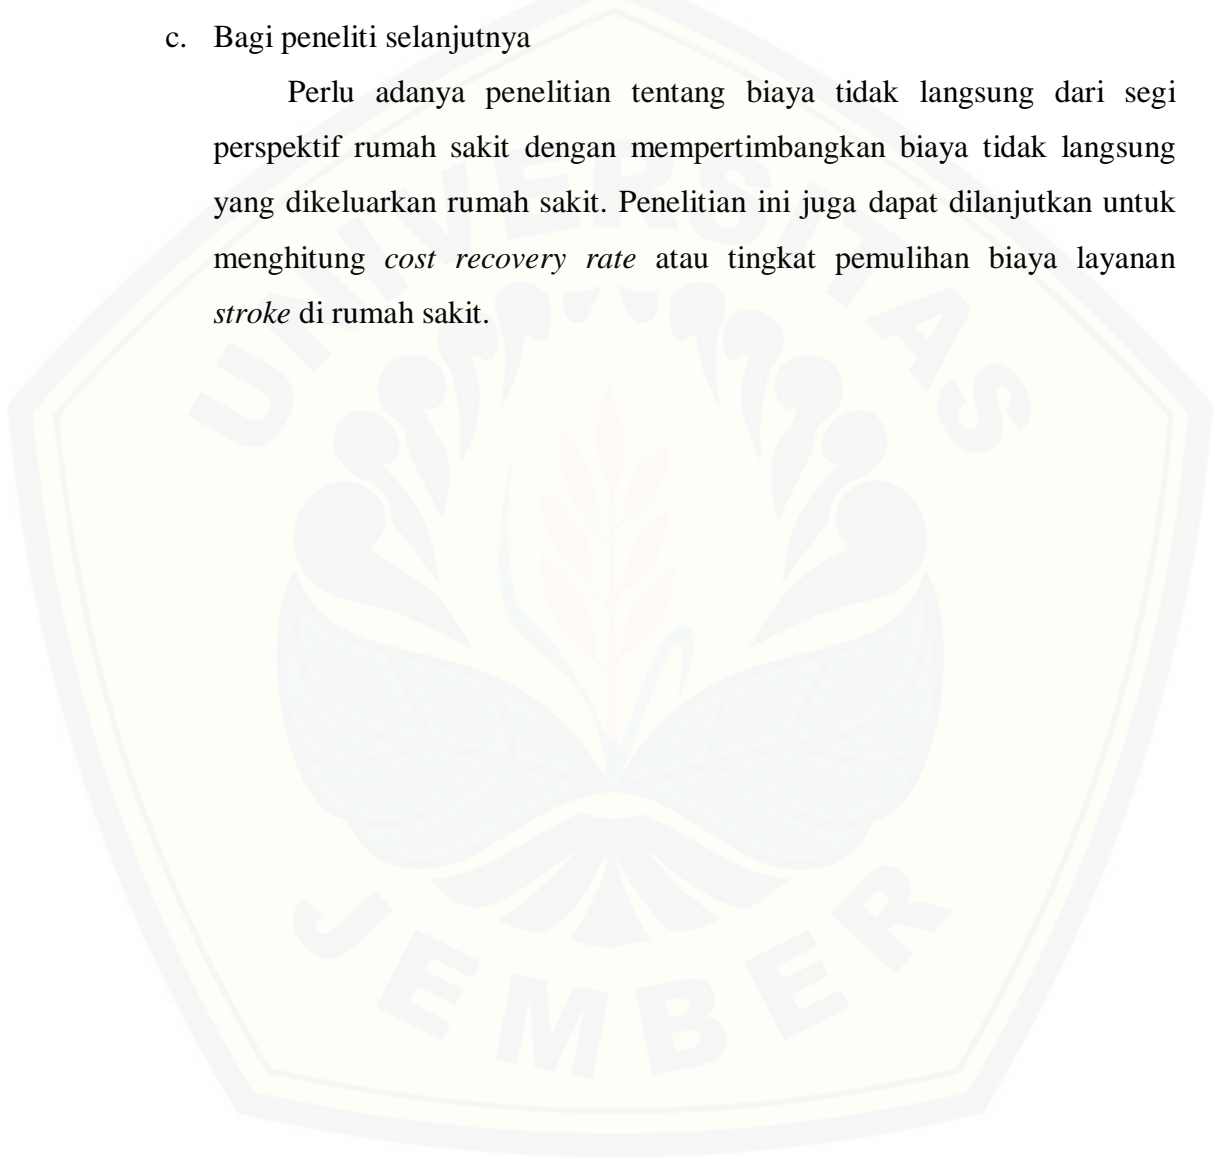 c. Bagi peneliti selanjutnya
Perlu adanya penelitian tentang biaya tidak langsung dari segi
perspektif rumah sakit dengan mempertimbangkan biaya tidak langsung
yang dikeluarkan rumah sakit. Penelitian ini juga dapat dilanjutkan untuk
menghitung cost recovery rate atau tingkat pemulihan biaya layanan
stroke di rumah sakit.
UNIVERSITAS
JEMBER